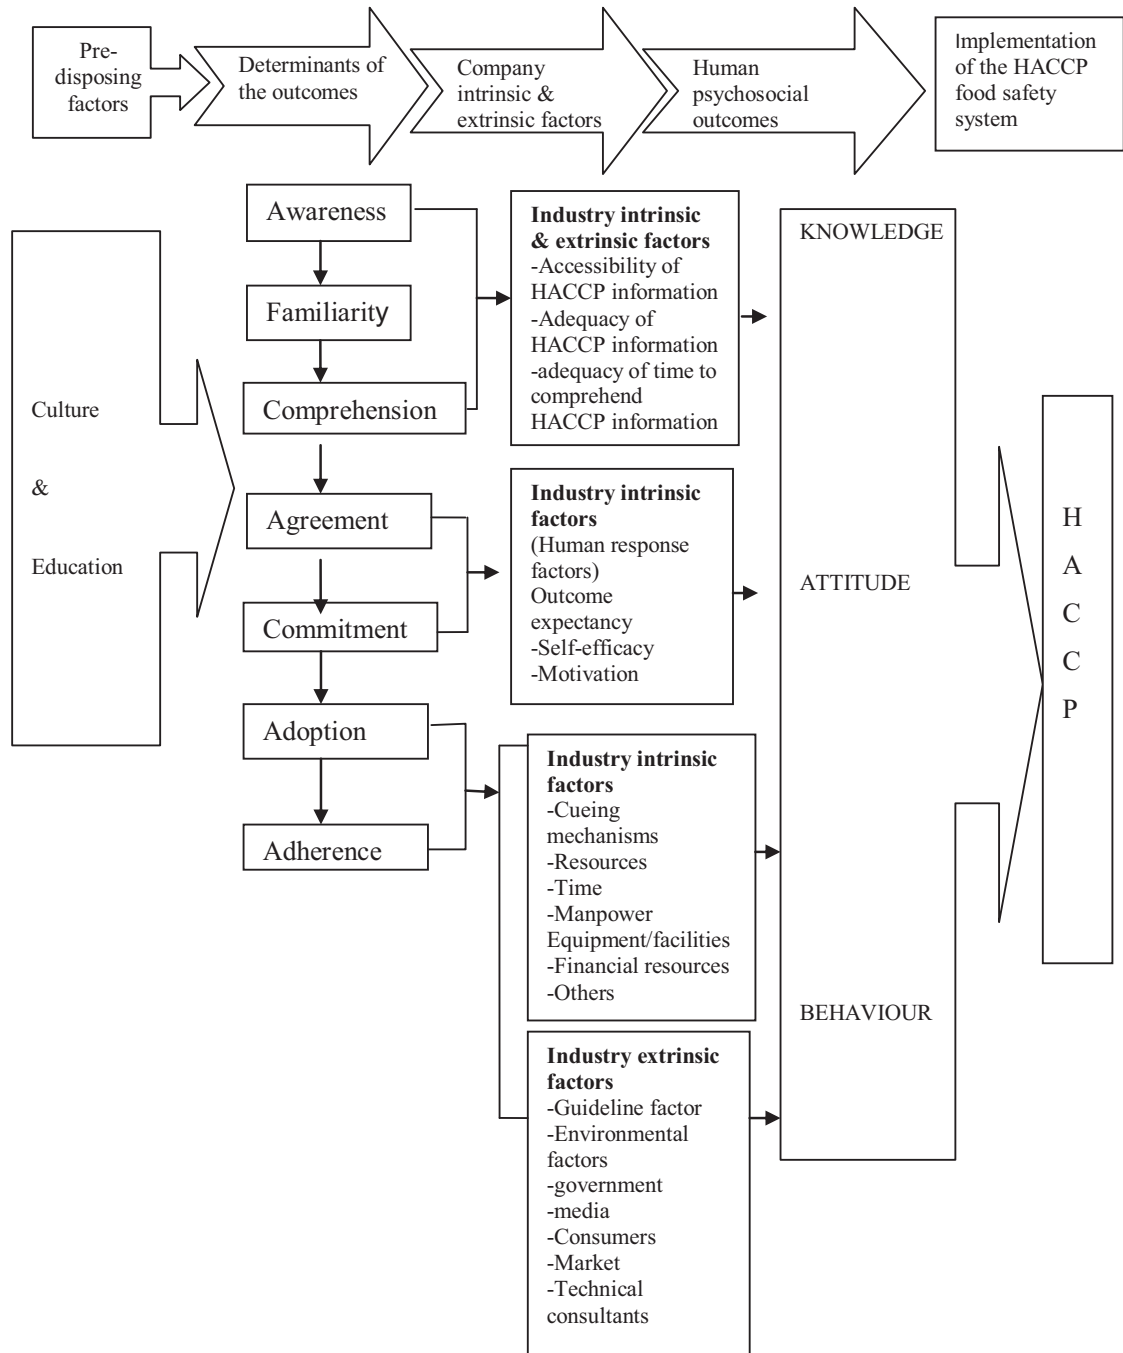 Pre-
disposing
factors
Determinants of
the outcomes
Company
intrinsic &
extrinsic factors
Human
psychosocial
outcomes
Implementation
of the HACCP
food safety
system
Culture
&
Education
Awareness
Familiarity
Comprehension
Agreement
Commitment
Adoption
Adherence
Industry intrinsic
& extrinsic factors
-Accessibility of
HACCP information
-Adequacy of
HACCP information
-adequacy of time to
comprehend
HACCP information
Industry intrinsic
factors
(Human response
factors)
Outcome
expectancy
-Self-efficacy
-Motivation
Industry intrinsic
factors
-Cueing
mechanisms
-Resources
-Time
-Manpower
Equipment/facilities
-Financial resources
-Others
Industry extrinsic
factors
-Guideline factor
-Environmental
factors
-government
-media
-Consumers
-Market
-Technical
consultants
KNOWLEDGE
ATTITUDE
BEHAVIOUR
H
A
C
C
P